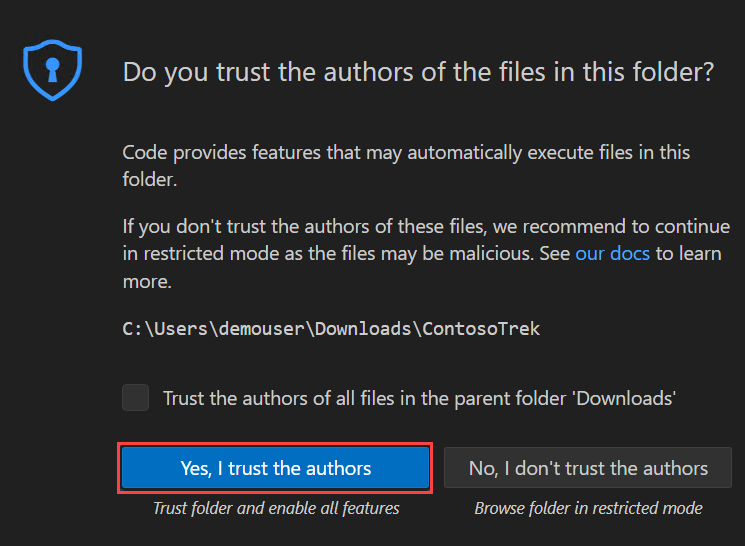 Do you trust the authors of the files in this folder?
Code provides features that may automatically execute files in this
folder.
If you don't trust the authors of these files, we recommend to continue
in restricted mode as the files may be malicious. See our docs to learn
more.
C:\Users\demouser\Downloads\ContosoTrek
Trust the authors of all files in the parent folder 'Downloads'
Yes, I trust the authors
No, I don't trust the authors
Trust folder and enable all features
Browse folder in restricted mode